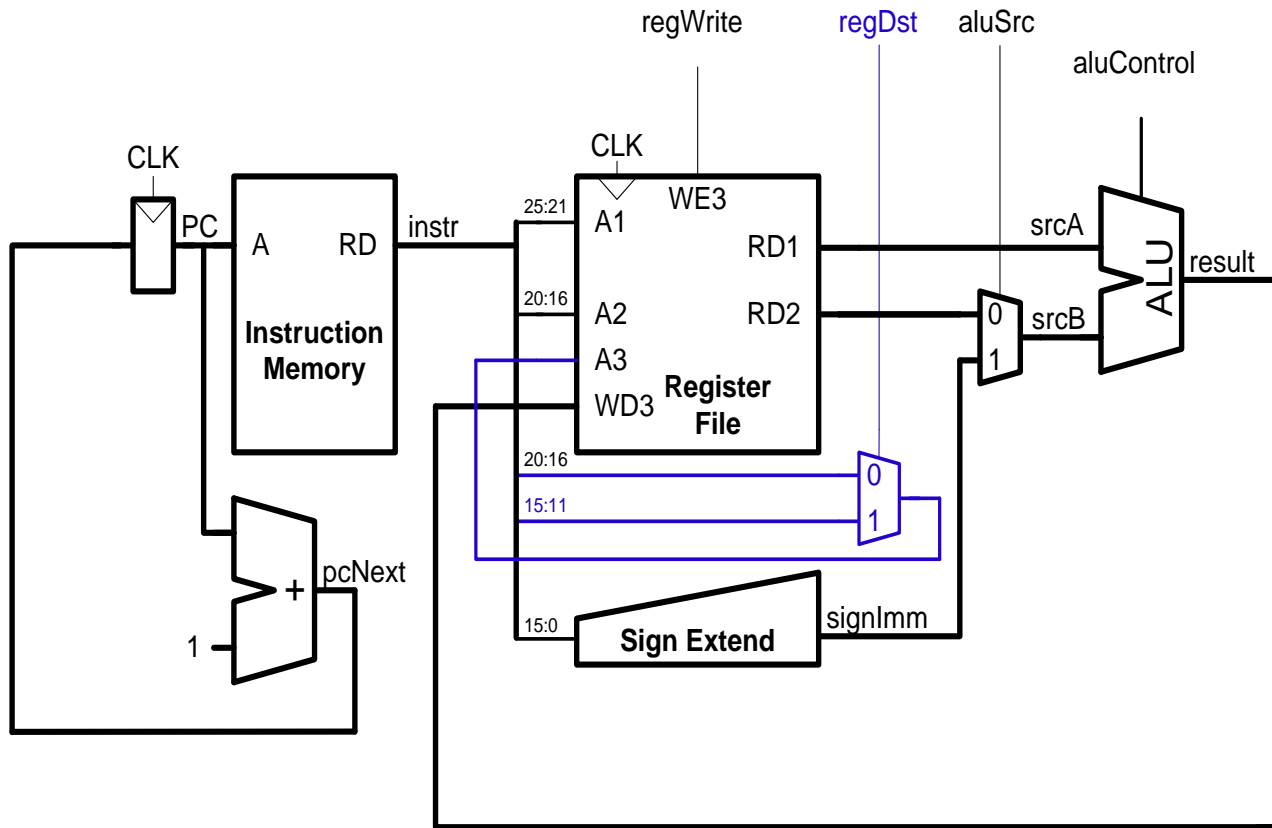 regWrite
regDst
aluSrc
aluControl
CLK
CLK
PC
A
RD
instr
Instruction
Memory
25:21
A1
WE3
RD1
20:16
A2
RD2
A3
WD3
Register
File
srcA
0
1
srcB
ALU
result
20:16
0
15:11
1
pcNext
+
1
15:0
Sign Extend
signImm